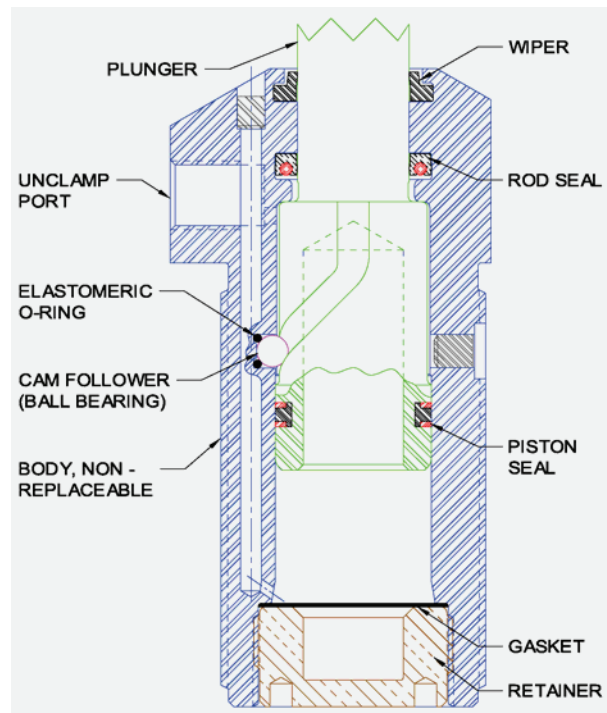 PLUNGER
WIPER
UNCLAMP
PORT
ROD SEAL
ELASTOMERIC
O-RING
CAM FOLLOWER
(BALL BEARING)
BODY, NON -
REPLACEABLE
PISTON
SEAL
GASKET
RETAINER